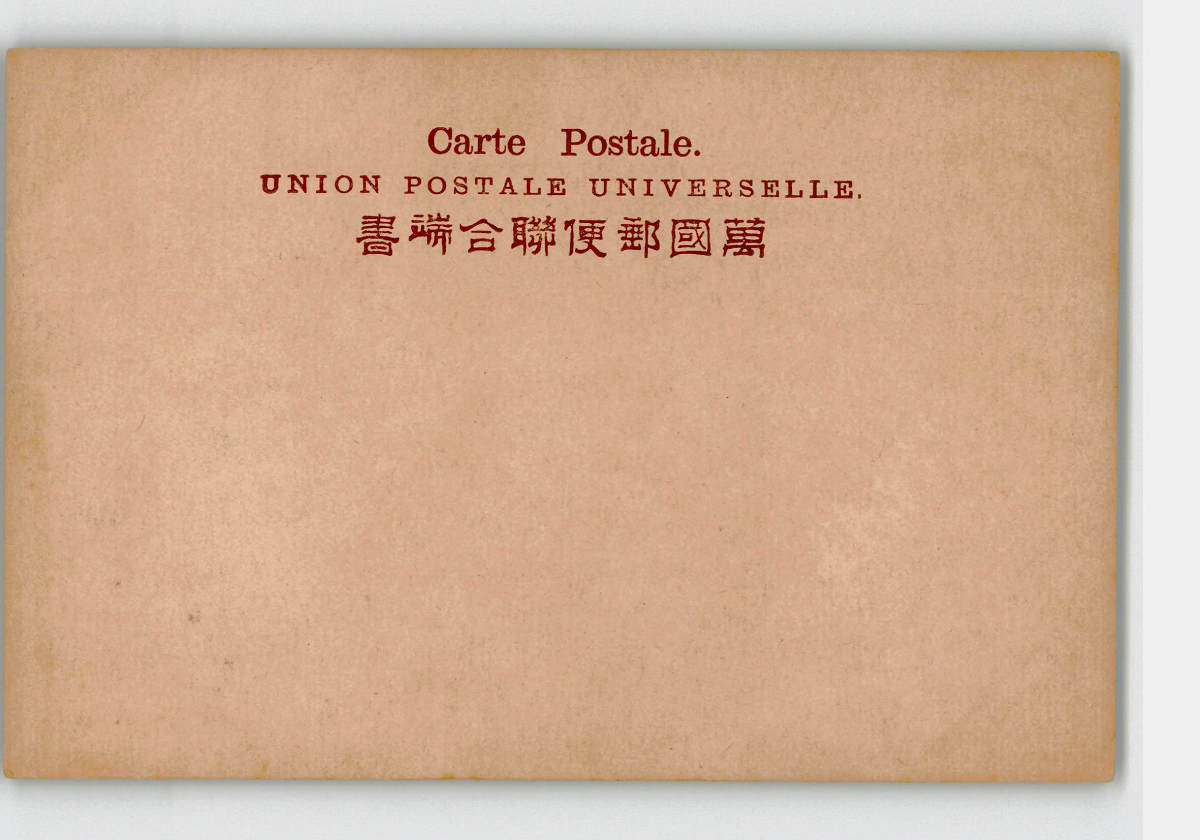 Carte Postale.
UNION POSTALE UNIVERSELLE.
萬國郵便聯合端書